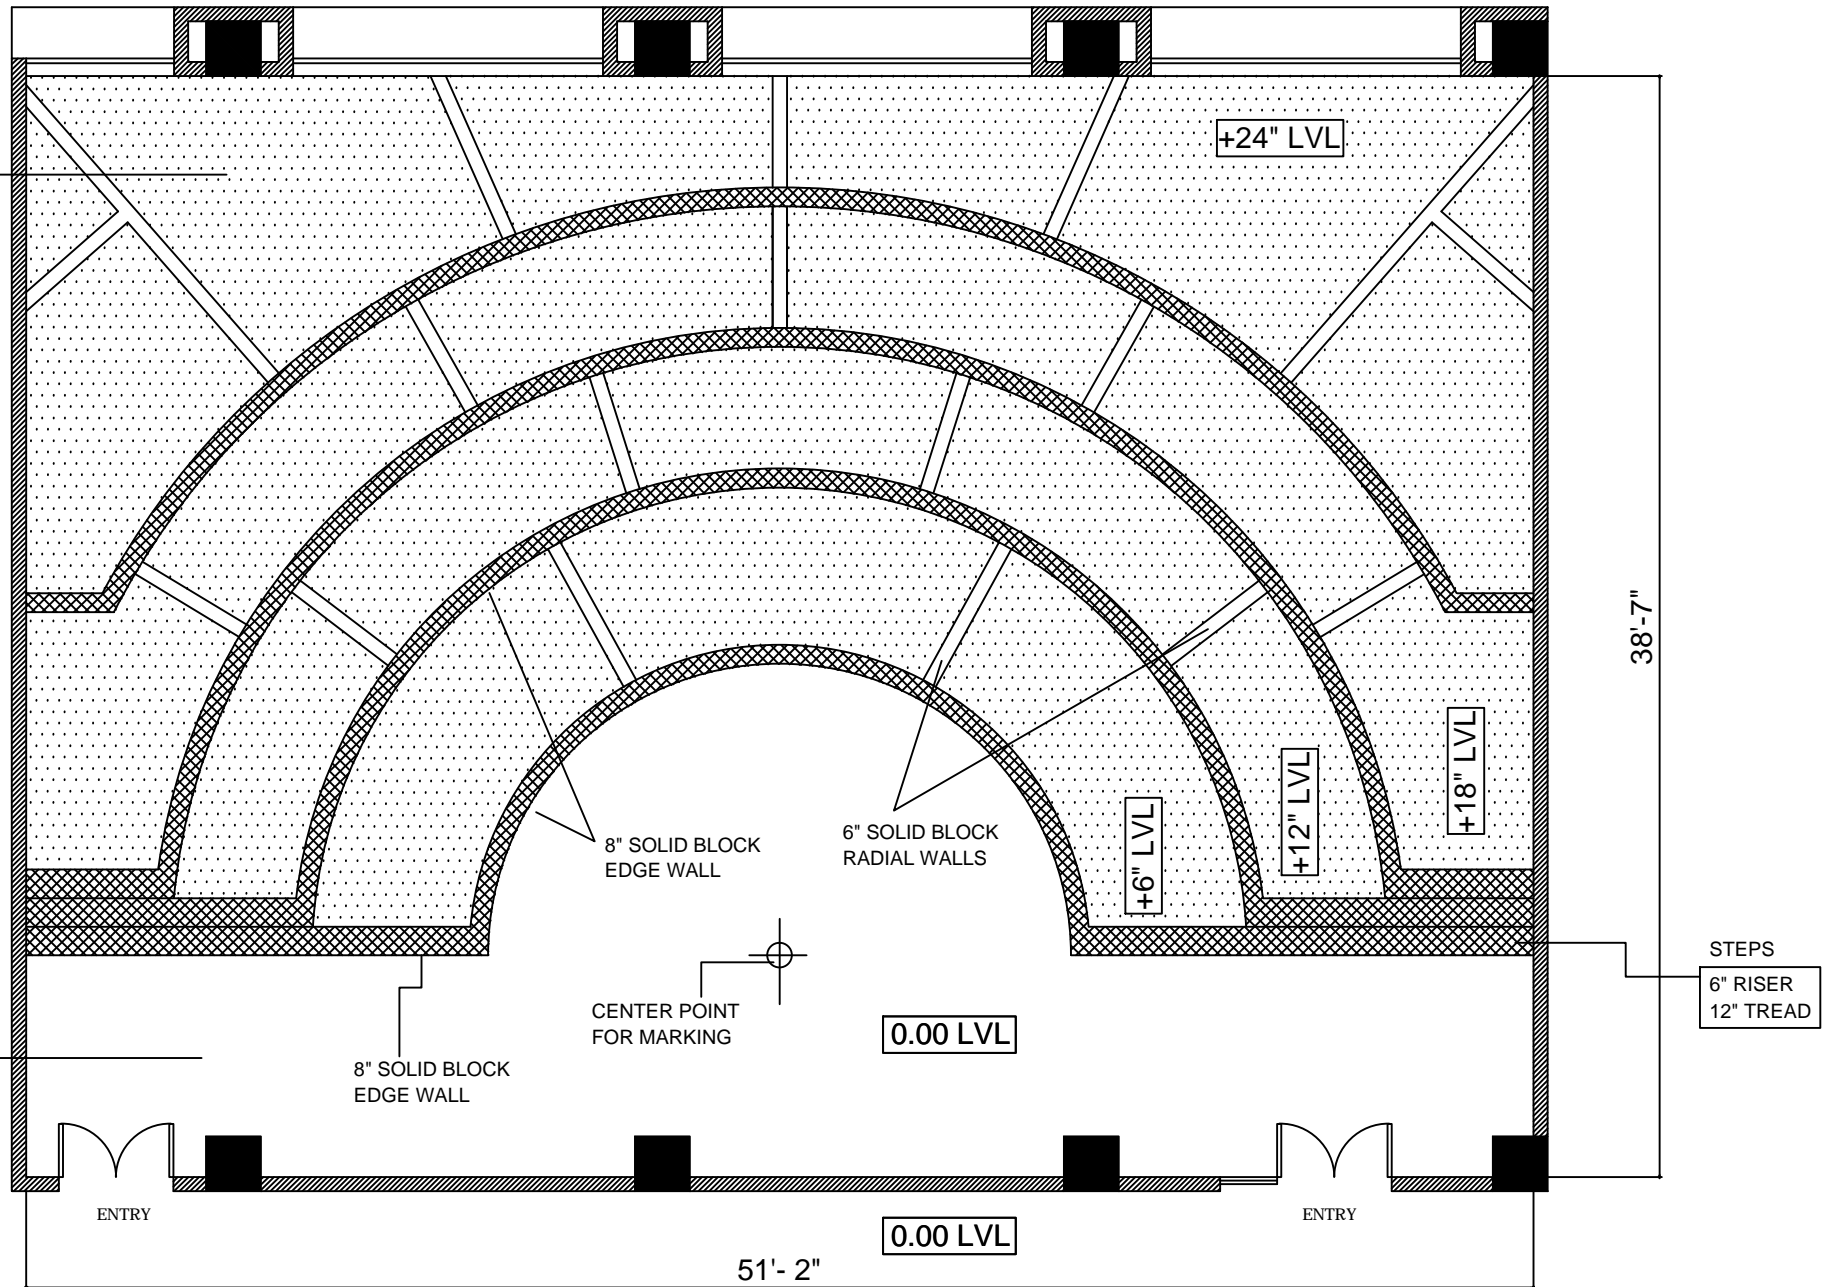 +24" LVL
38'-7"
+18" LVL
+12" LVL
+6" LVL
8" SOLID BLOCK
EDGE WALL
6" SOLID BLOCK
RADIAL WALLS
STEPS
6" RISER
12" TREAD
CENTER POINT
FOR MARKING
0.00 LVL
8" SOLID BLOCK
EDGE WALL
ENTRY
ENTRY
0.00 LVL
51'- 2"